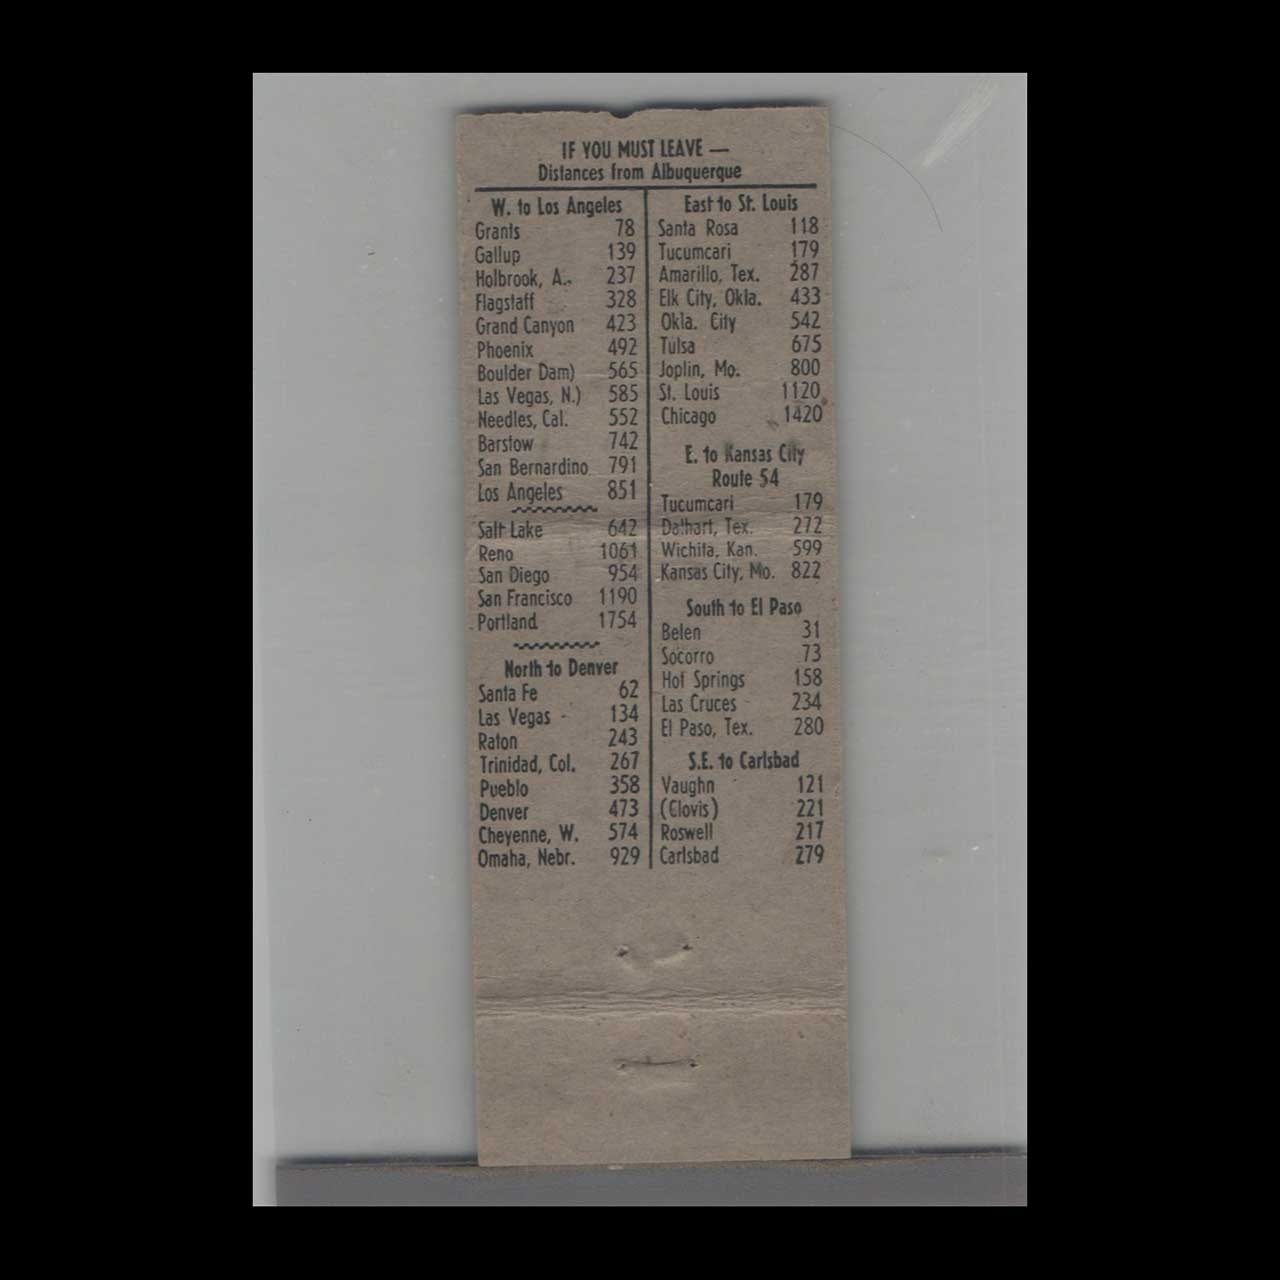 IF YOU MUST LEAVE —
Distances from Albuquerque
W. to Los Angeles
Grants 78
Gallup 139
Holbrook, A. 237
Flagstaff 328
Grand Canyon 423
Phoenix 492
Boulder Dam) 565
Las Vegas, N.) 585
Needles, Cal. 552
Barstow 742
San Bernardino 791
Los Angeles 851
Salt Lake 642
Reno 1061
San Diego 954
San Francisco 1190
Portland 1754
North to Denver
Santa Fe 62
Las Vegas 134
Raton 243
Trinidad, Col. 267
Pueblo 358
Denver 473
Cheyenne, W. 574
Omaha, Nebr. 929
East to St. Louis
Santa Rosa 118
Tucumcari 179
Amarillo, Tex. 287
Elk City, Okla. 433
Okla. City 542
Tulsa 675
Joplin, Mo. 800
St. Louis 1120
Chicago 1420
E. to Kansas City
Route 54
Tucumcari 179
Dalhart, Tex. 272
Wichita, Kan. 599
Kansas City, Mo. 822
South to El Paso
Belen 31
Socorro 73
Hot Springs 158
Las Cruces 234
El Paso, Tex. 280
S.E. to Carlsbad
Vaughn 121
(Clovis) 221
Roswell 217
Carlsbad 279